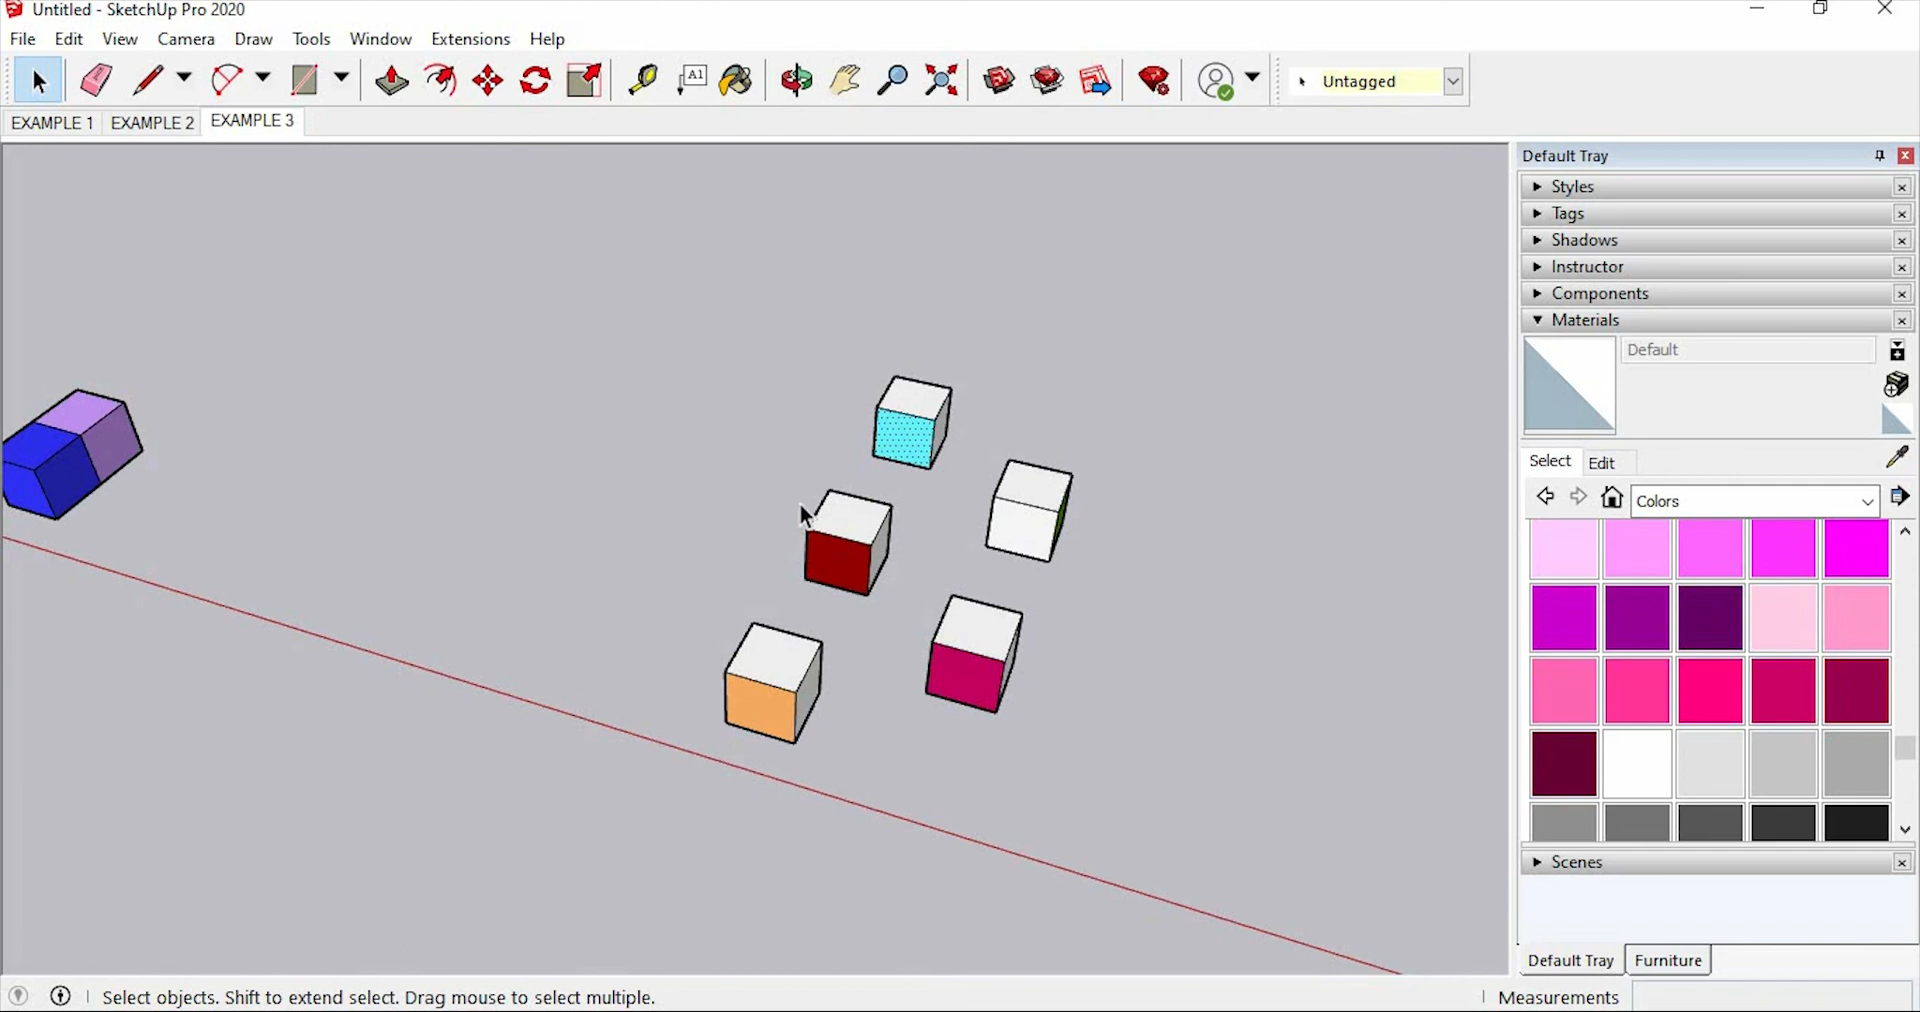 Untitled - SketchUp Pro 2020
File Edit View Camera Draw Tools Window Extensions Help
A1 Untagged
EXAMPLE 1 EXAMPLE 2 EXAMPLE 3
Default Tray
Styles
Tags
Shadows
Instructor
Components
Materials
Default
Select Edit
Colors
Scenes
Default Tray Furniture
Select objects. Shift to extend select. Drag mouse to select multiple. Measurements